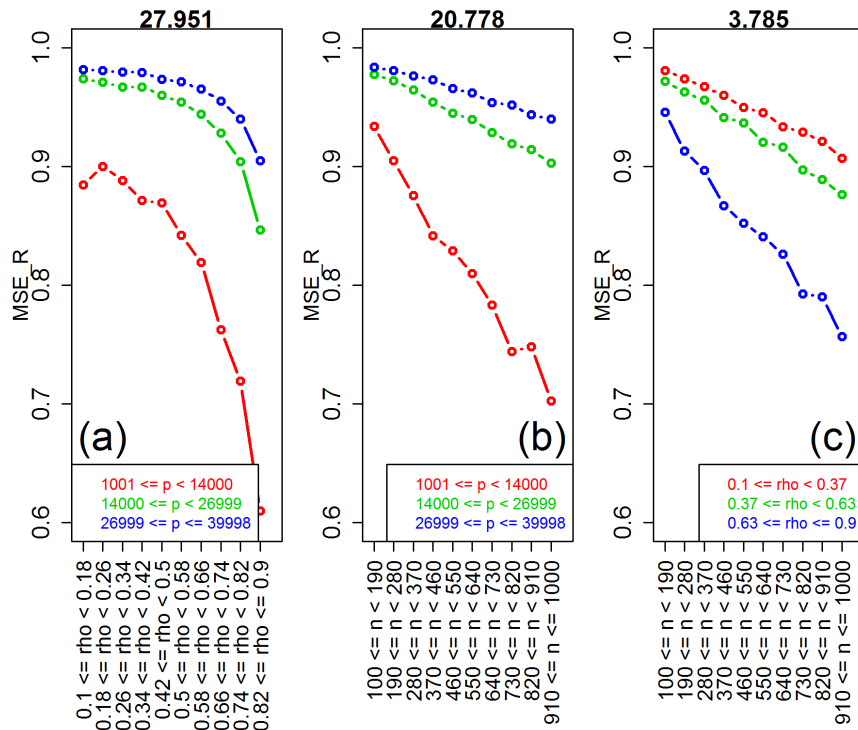 27.951
20.778
3.785
MSE_R
1.0
0.9
0.8
0.7
0.6
(a)
1001 <= p < 14000
14000 <= p < 26999
26999 <= p <= 39998
0.1 <= rho < 0.18
0.18 <= rho < 0.26
0.26 <= rho < 0.34
0.34 <= rho < 0.42
0.42 <= rho < 0.5
0.5 <= rho < 0.58
0.58 <= rho < 0.66
0.66 <= rho < 0.74
0.74 <= rho < 0.82
0.82 <= rho <= 0.9
MSE_R
1.0
0.9
0.8
0.7
0.6
(b)
1001 <= p < 14000
14000 <= p < 26999
26999 <= p <= 39998
100 <= n < 190
190 <= n < 280
280 <= n < 370
370 <= n < 460
460 <= n < 550
550 <= n < 640
640 <= n < 730
730 <= n < 820
820 <= n < 910
910 <= n <= 1000
MSE_R
1.0
0.9
0.8
0.7
0.6
(c)
0.1 <= rho < 0.37
0.37 <= rho < 0.63
0.63 <= rho <= 0.9
100 <= n < 190
190 <= n < 280
280 <= n < 370
370 <= n < 460
460 <= n < 550
550 <= n < 640
640 <= n < 730
730 <= n < 820
820 <= n < 910
910 <= n <= 1000